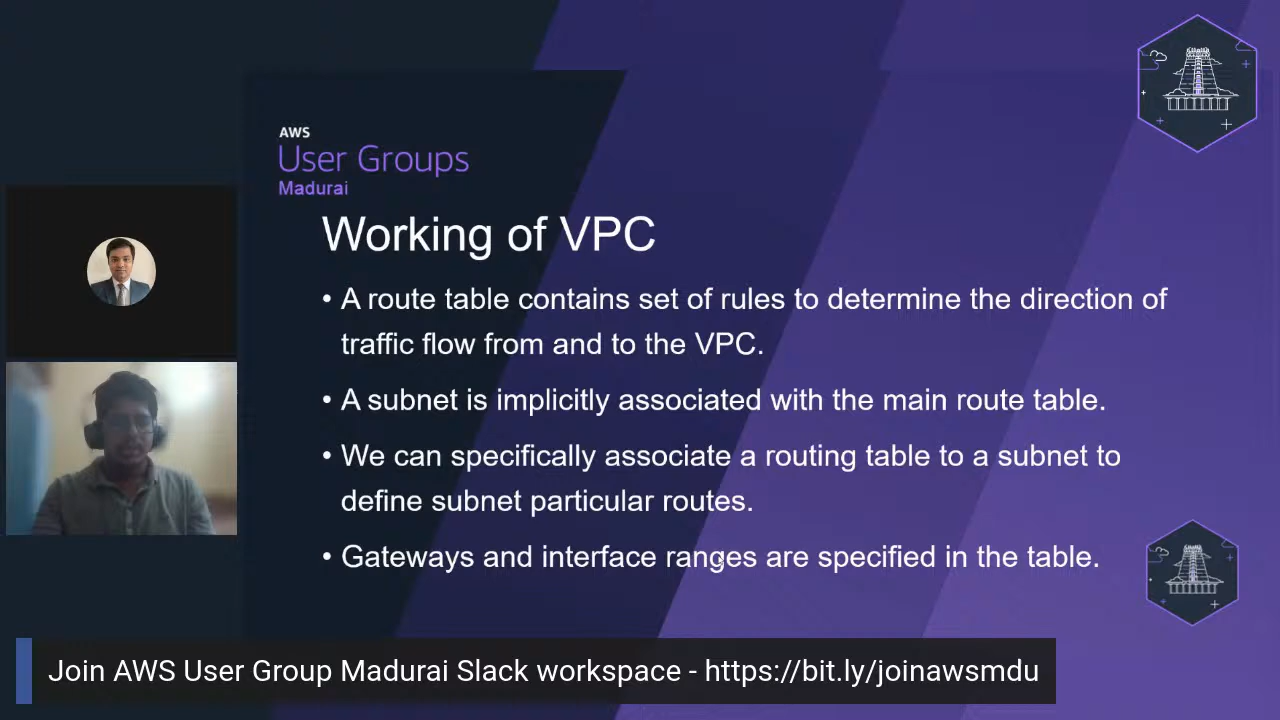 AWS
User Groups
Madurai
Working of VPC
• A route table contains set of rules to determine the direction of
traffic flow from and to the VPC.
• A subnet is implicitly associated with the main route table.
• We can specifically associate a routing table to a subnet to
define subnet particular routes.
• Gateways and interface ranges are specified in the table.
Join AWS User Group Madurai Slack workspace - https://bit.ly/joinawsmdu